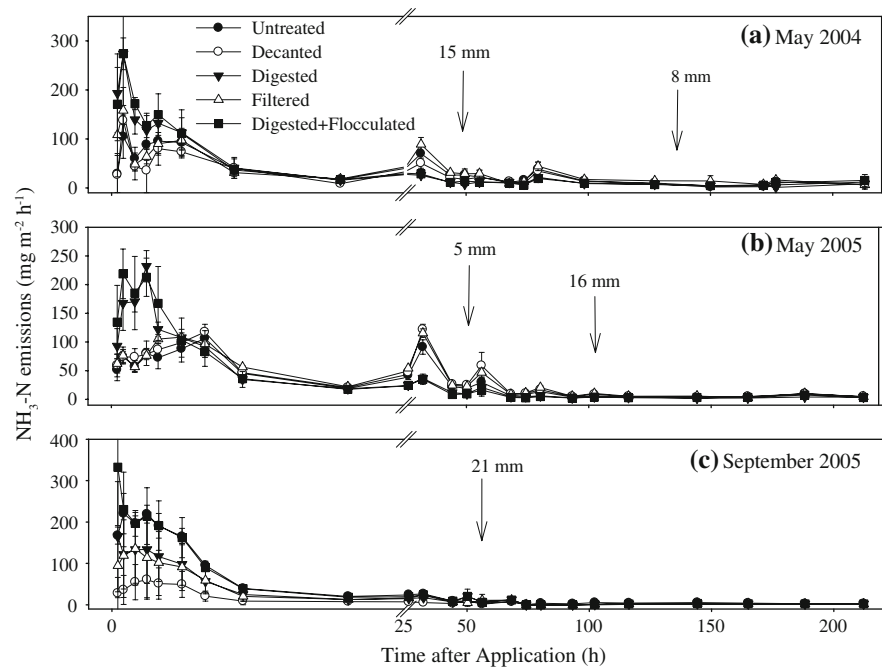 Untreated
Decanted
Digested
Filtered
Digested+Flocculated
(a) May 2004
15 mm
8 mm
300
200
100
0
(b) May 2005
5 mm
16 mm
300
250
200
150
100
50
0
(c) September 2005
21 mm
400
300
200
100
0
NH₃-N emissions (mg m⁻² h⁻¹)
0 25 50 100 150 200
Time after Application (h)